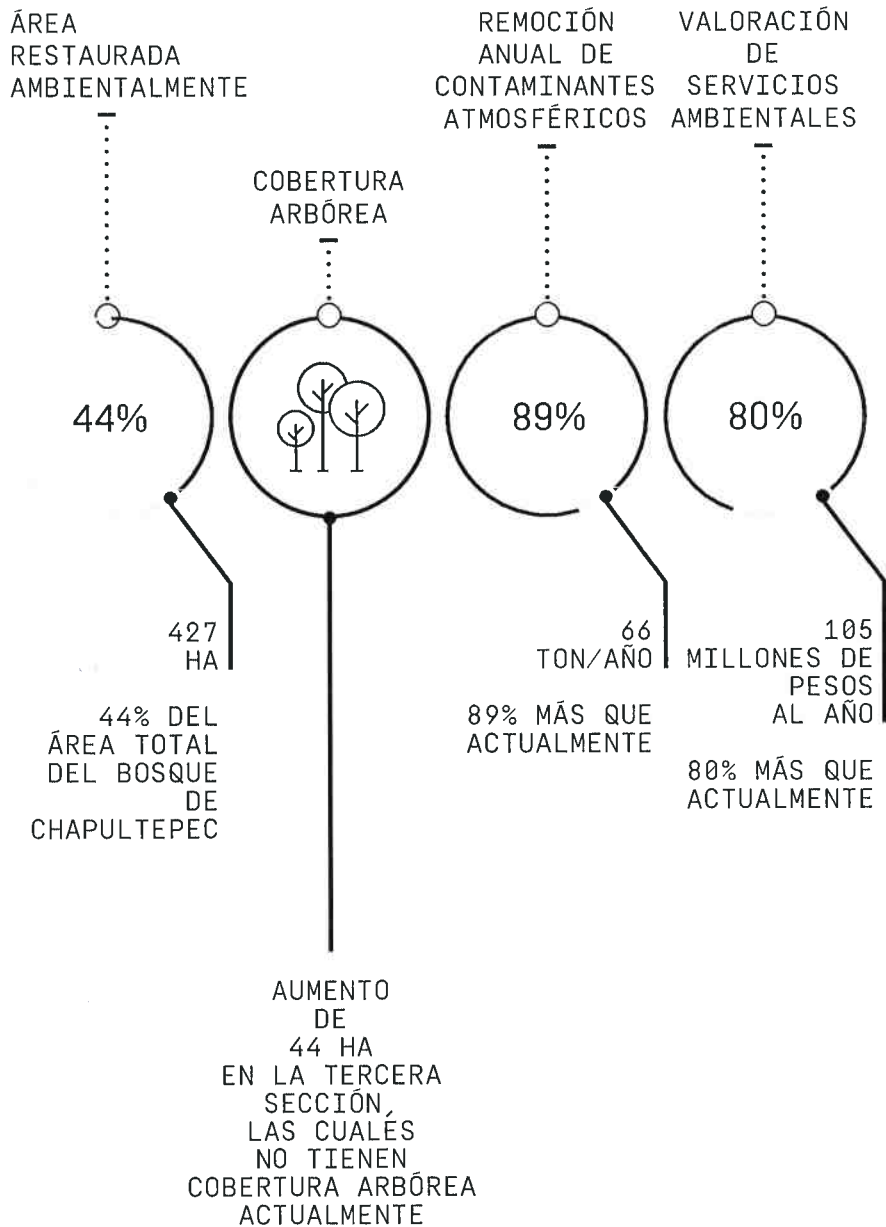 ÁREA
RESTAURADA
AMBIENTALMENTE
44%
427
HA
44% DEL
ÁREA TOTAL
DEL BOSQUE
DE
CHAPULTEPEC
COBERTURA
ARBÓREA
AUMENTO
DE
44 HA
EN LA TERCERA
SECCIÓN,
LAS CUALÉS
NO TIENEN
COBERTURA ARBÓREA
ACTUALMENTE
REMOCIÓN
ANUAL DE
CONTAMINANTES
ATMOSFÉRICOS
89%
66
TON/AÑO
89% MÁS QUE
ACTUALMENTE
VALORACIÓN
DE
SERVICIOS
AMBIENTALES
80%
105
MILLONES DE
PESOS
AL AÑO
80% MÁS QUE
ACTUALMENTE